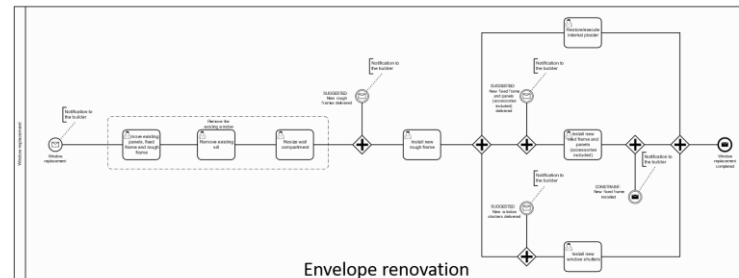 Window replacement
Notification to
the builder
Window
replacement
Remove the
existing window
Remove existing
panels, fixed
frame and rough
frame
Remove existing
sill
Resize wall
compartment
Notification to
the builder
SUGGESTED
New rough
frames delivered
Install new
rough frame
Restore/execute
internal plaster
Notification to
the builder
SUGGESTED
New fixed frame
and panels
(accessories
included)
delivered
Install new
fixed frame and
panels
(accessories
included)
Notification to
the builder
CONSTRAINT
New fixed frame
installed
Notification to
the builder
SUGGESTED
New window
shutters delivered
Install new
window shutters
Window
replacement
completed
Envelope renovation